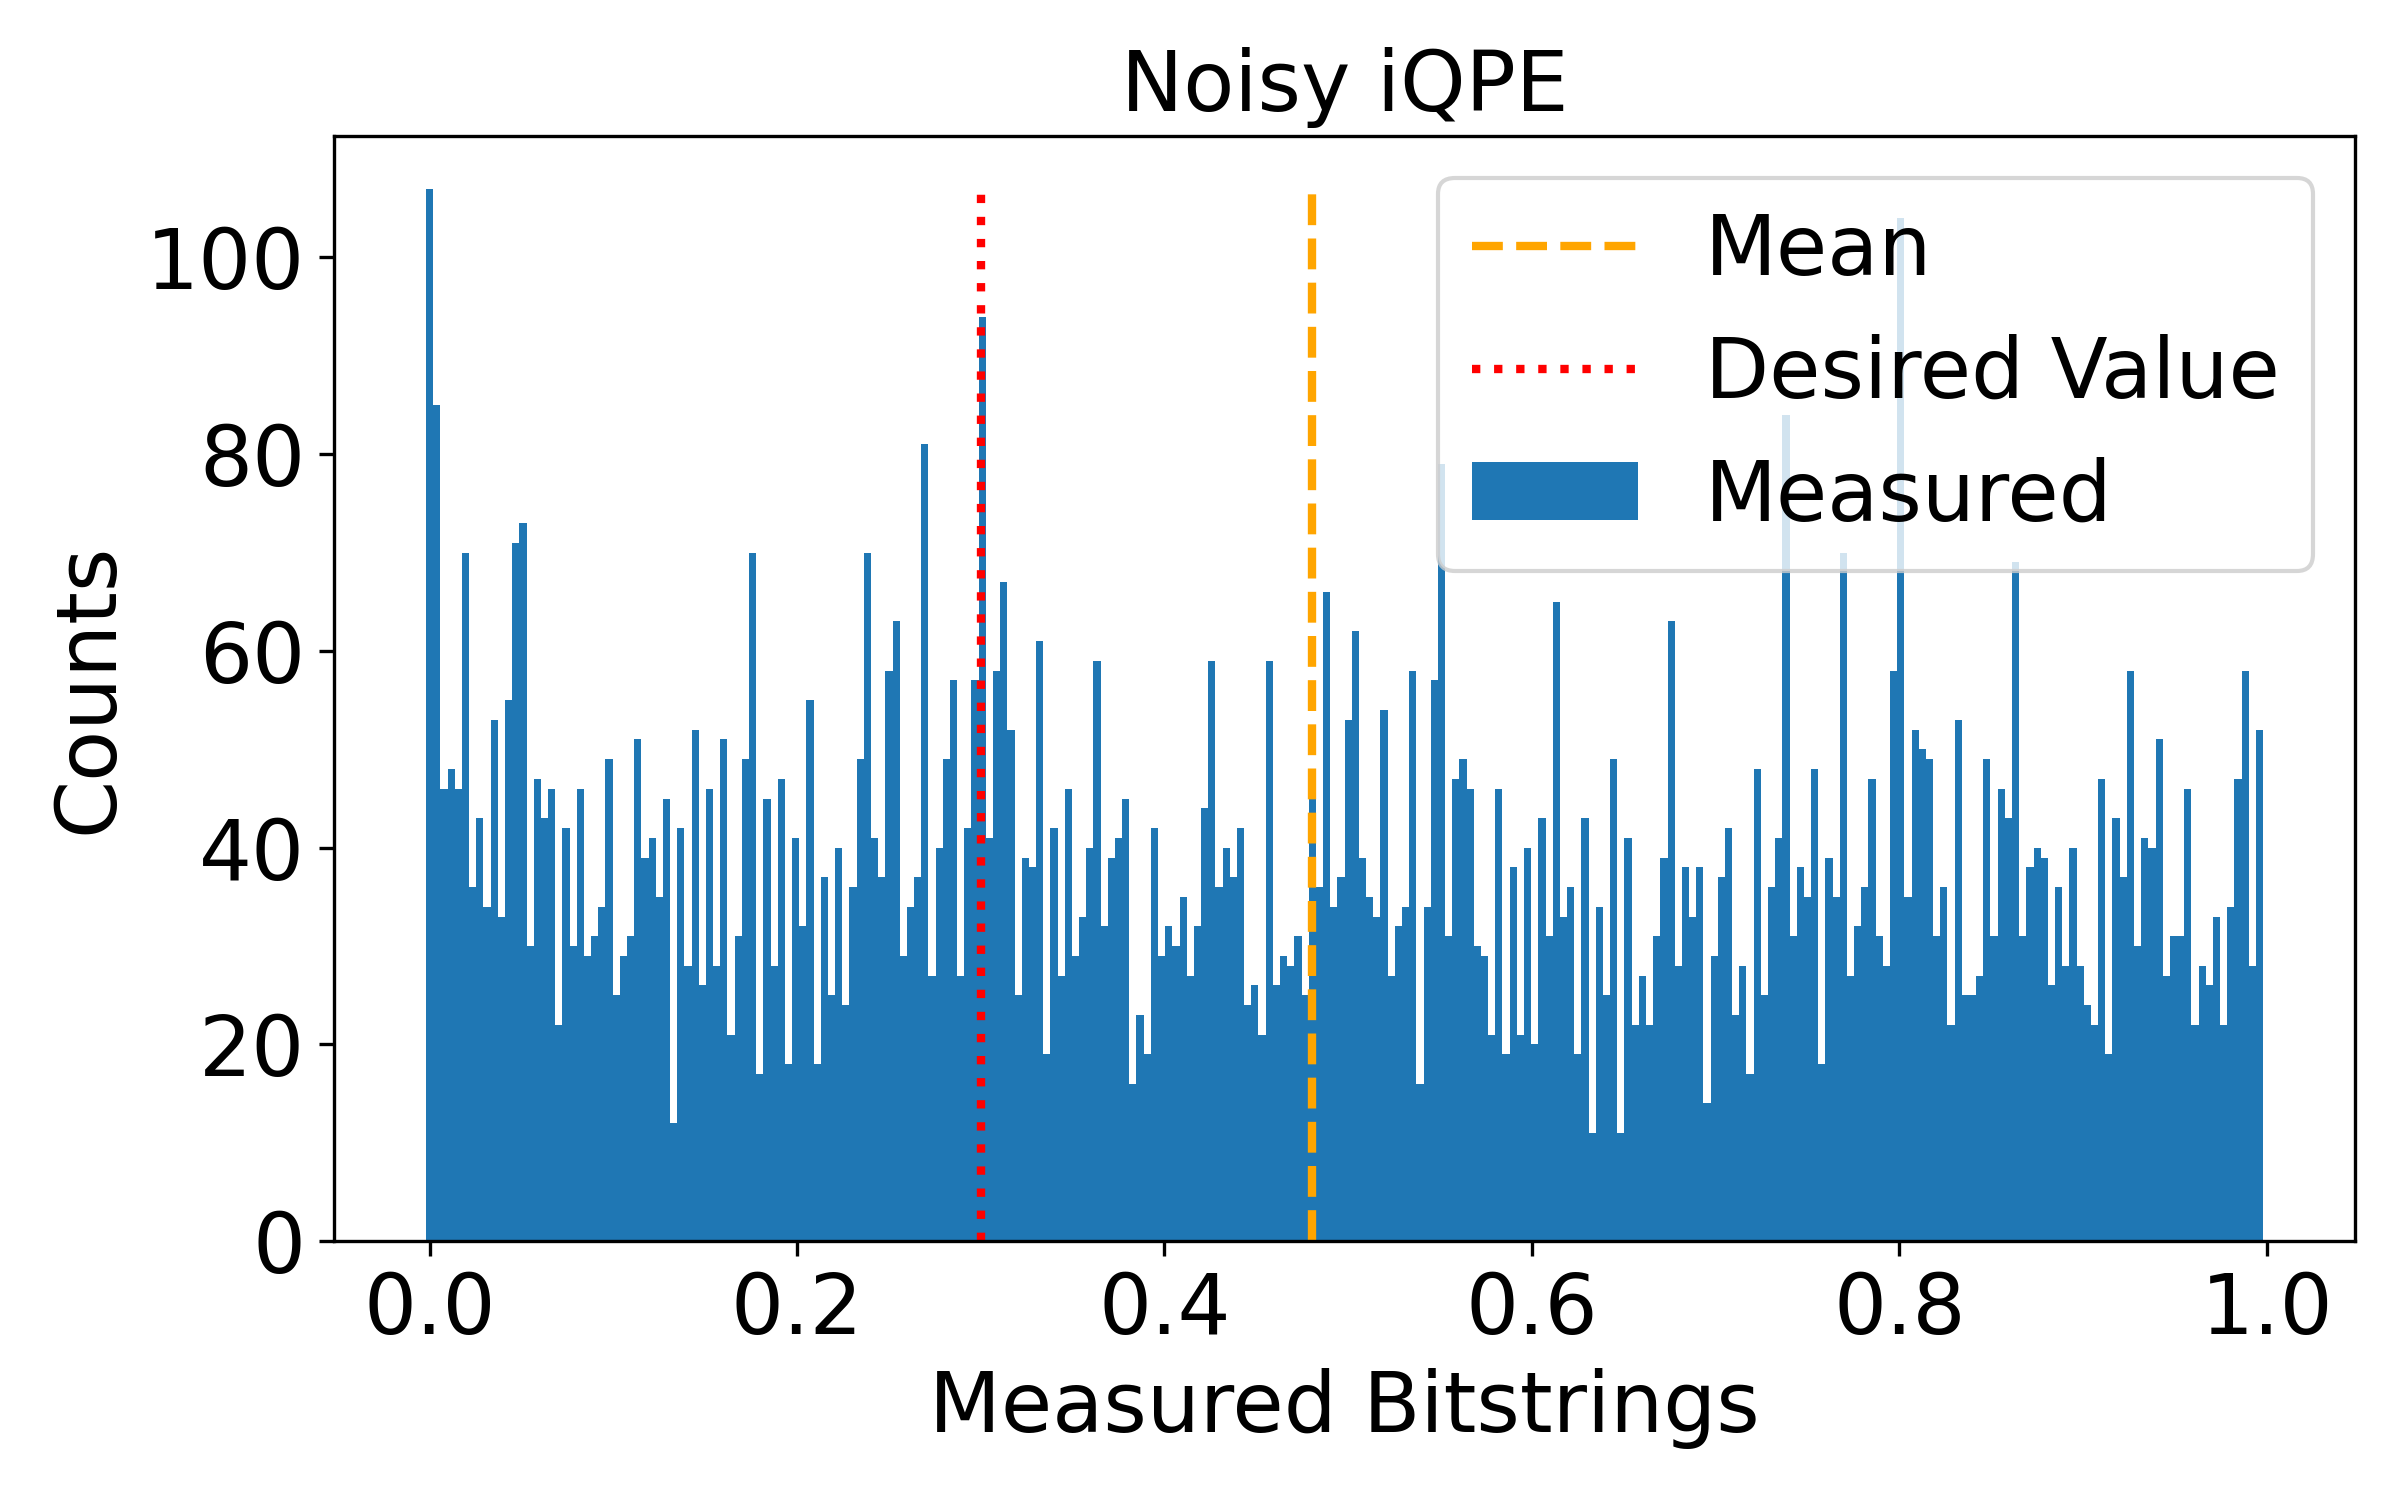 Noisy iQPE
Mean
Desired Value
Measured
Counts
100
80
60
40
20
0
0.0 0.2 0.4 0.6 0.8 1.0
Measured Bitstrings